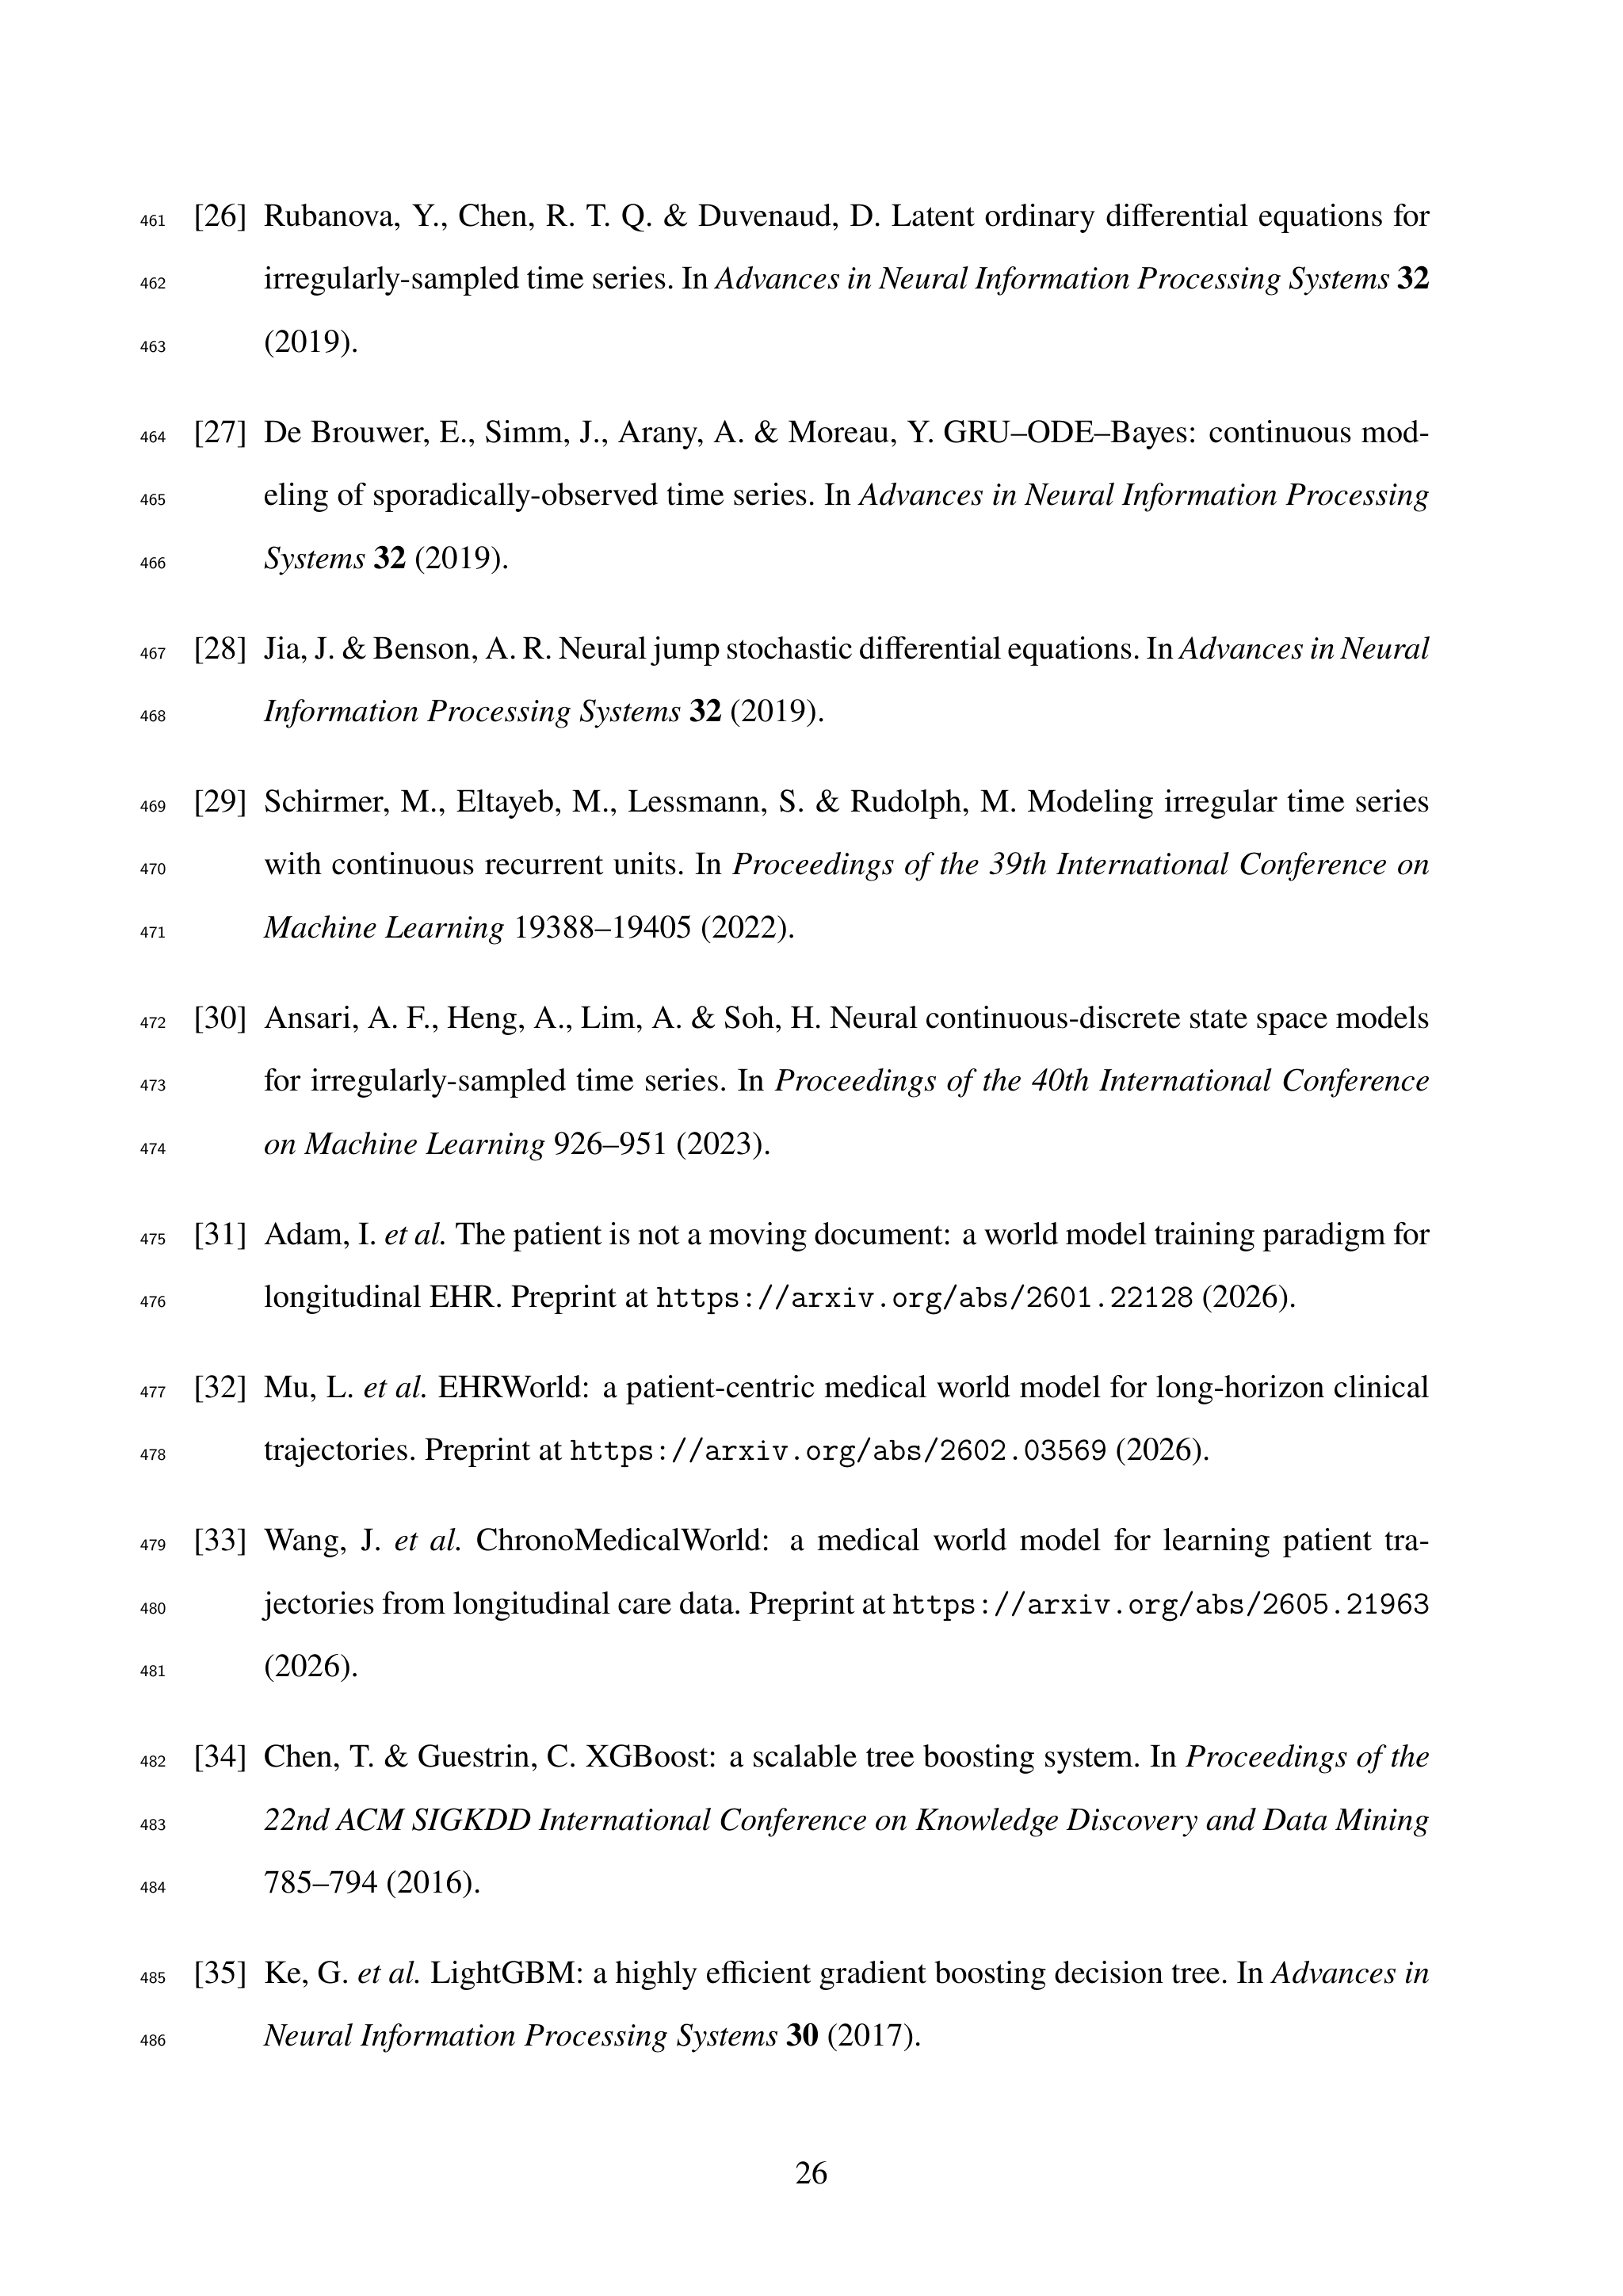 461 [26] Rubanova, Y., Chen, R. T. Q. & Duvenaud, D. Latent ordinary differential equations for
462 irregularly-sampled time series. In Advances in Neural Information Processing Systems 32
463 (2019).
464 [27] De Brouwer, E., Simm, J., Arany, A. & Moreau, Y. GRU–ODE–Bayes: continuous mod-
465 eling of sporadically-observed time series. In Advances in Neural Information Processing
466 Systems 32 (2019).
467 [28] Jia, J. & Benson, A. R. Neural jump stochastic differential equations. In Advances in Neural
468 Information Processing Systems 32 (2019).
469 [29] Schirmer, M., Eltayeb, M., Lessmann, S. & Rudolph, M. Modeling irregular time series
470 with continuous recurrent units. In Proceedings of the 39th International Conference on
471 Machine Learning 19388–19405 (2022).
472 [30] Ansari, A. F., Heng, A., Lim, A. & Soh, H. Neural continuous-discrete state space models
473 for irregularly-sampled time series. In Proceedings of the 40th International Conference
474 on Machine Learning 926–951 (2023).
475 [31] Adam, I. et al. The patient is not a moving document: a world model training paradigm for
476 longitudinal EHR. Preprint at https://arxiv.org/abs/2601.22128 (2026).
477 [32] Mu, L. et al. EHRWorld: a patient-centric medical world model for long-horizon clinical
478 trajectories. Preprint at https://arxiv.org/abs/2602.03569 (2026).
479 [33] Wang, J. et al. ChronoMedicalWorld: a medical world model for learning patient tra-
480 jectories from longitudinal care data. Preprint at https://arxiv.org/abs/2605.21963
481 (2026).
482 [34] Chen, T. & Guestrin, C. XGBoost: a scalable tree boosting system. In Proceedings of the
483 22nd ACM SIGKDD International Conference on Knowledge Discovery and Data Mining
484 785–794 (2016).
485 [35] Ke, G. et al. LightGBM: a highly efficient gradient boosting decision tree. In Advances in
486 Neural Information Processing Systems 30 (2017).
26